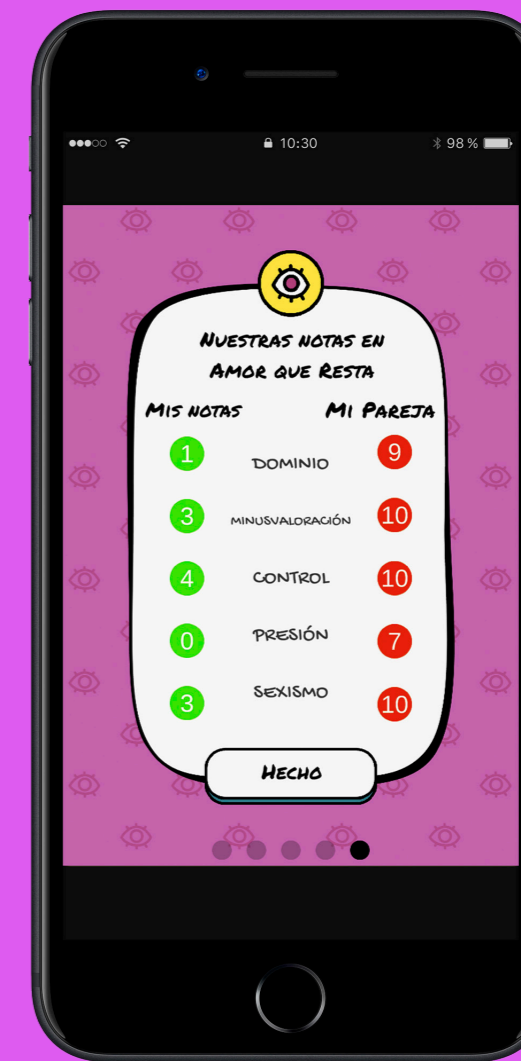 10:30
98 %
NUESTRAS NOTAS EN
AMOR QUE RESTA
MIS NOTAS MI PAREJA
1 DOMINIO 9
3 MINUSVALORACIÓN 10
4 CONTROL 10
0 PRESIÓN 7
3 SEXISMO 10
HECHO